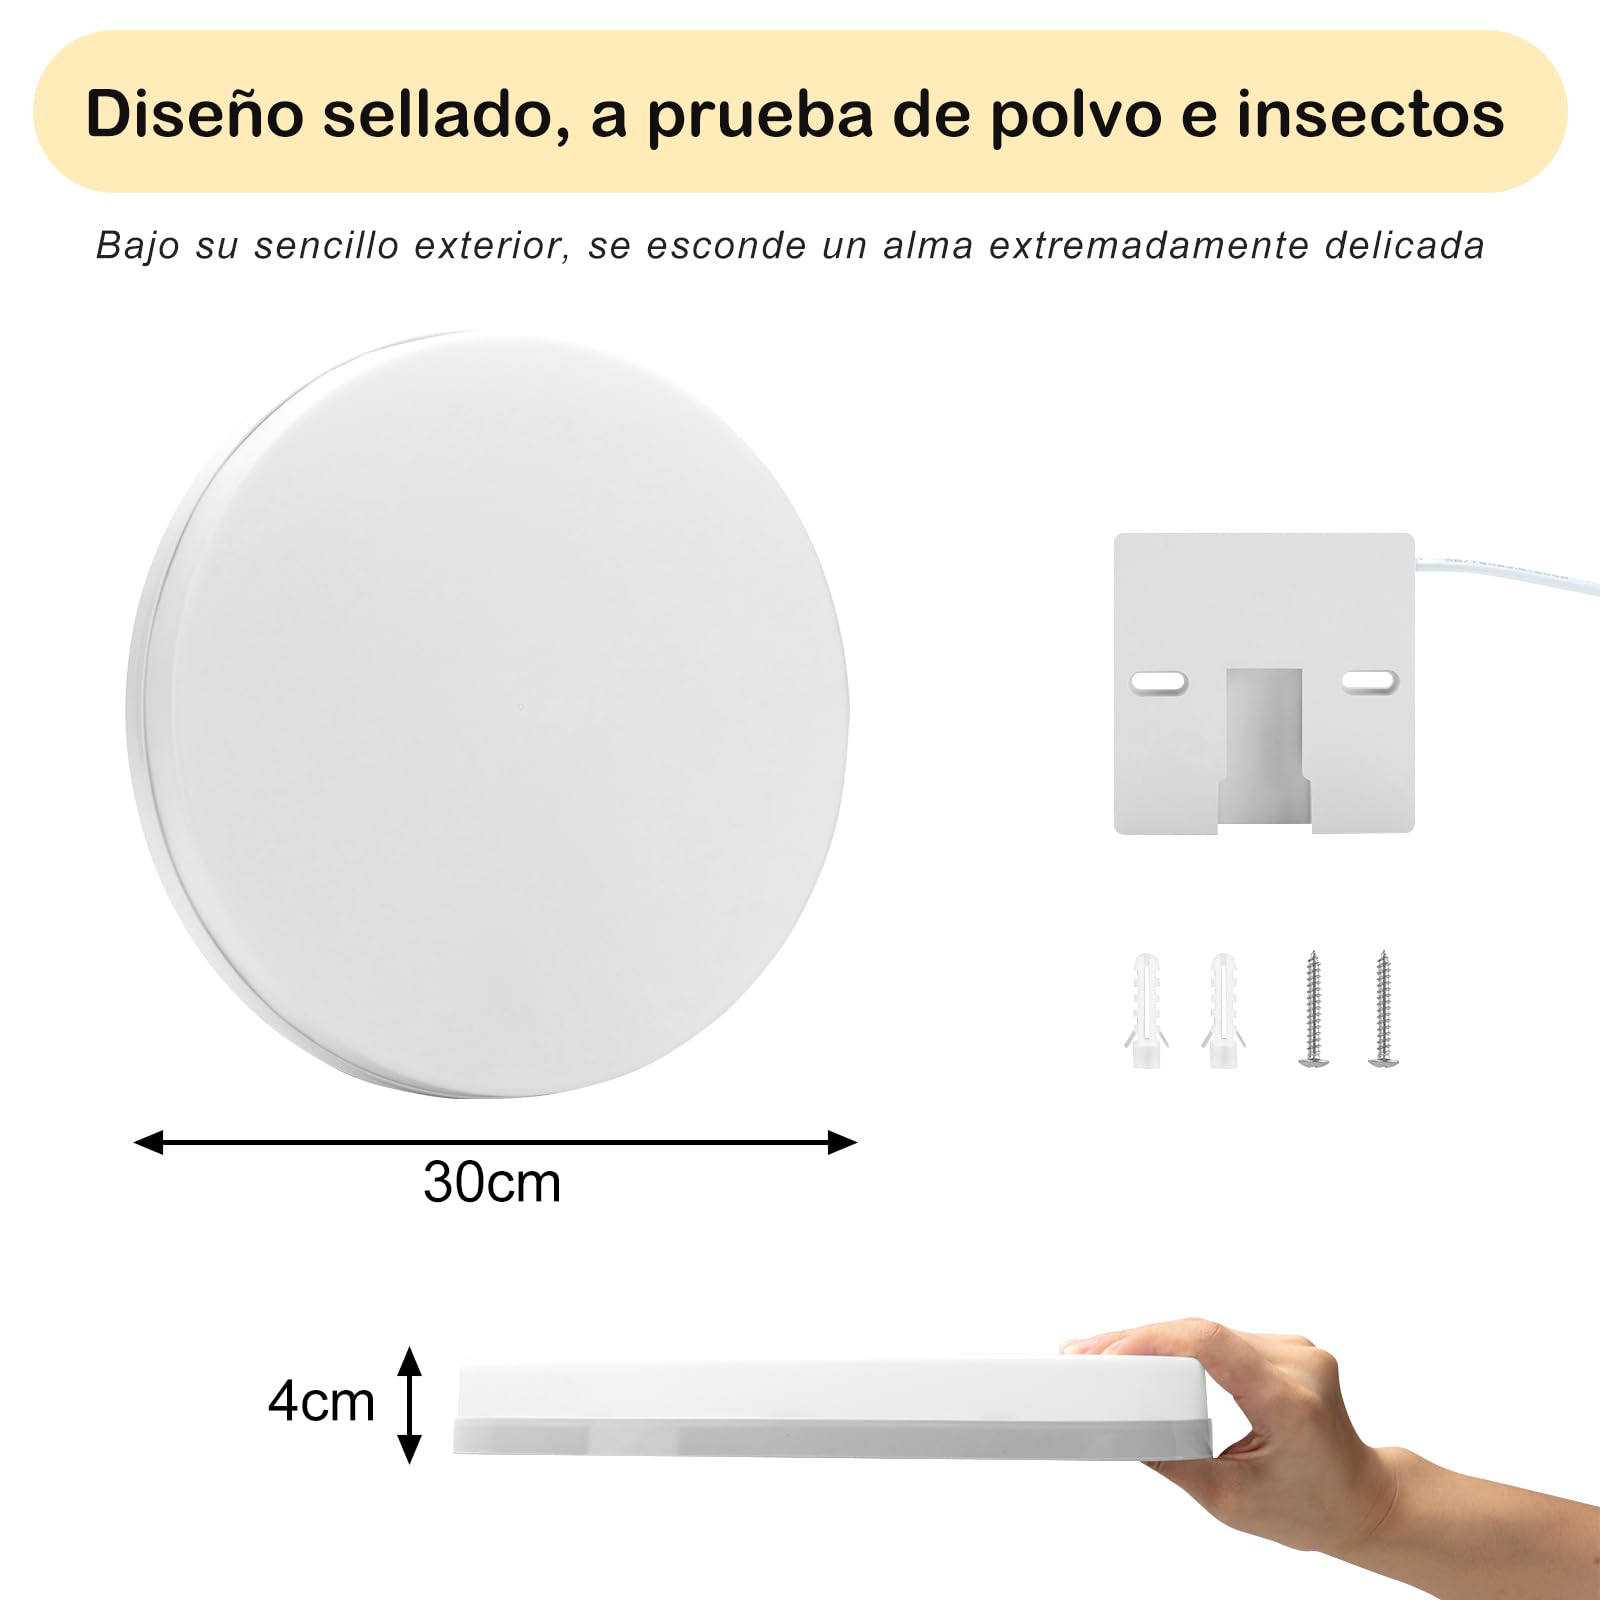 Diseño sellado, a prueba de polvo e insectos
Bajo su sencillo exterior, se esconde un alma extremadamente delicada
30cm
4cm